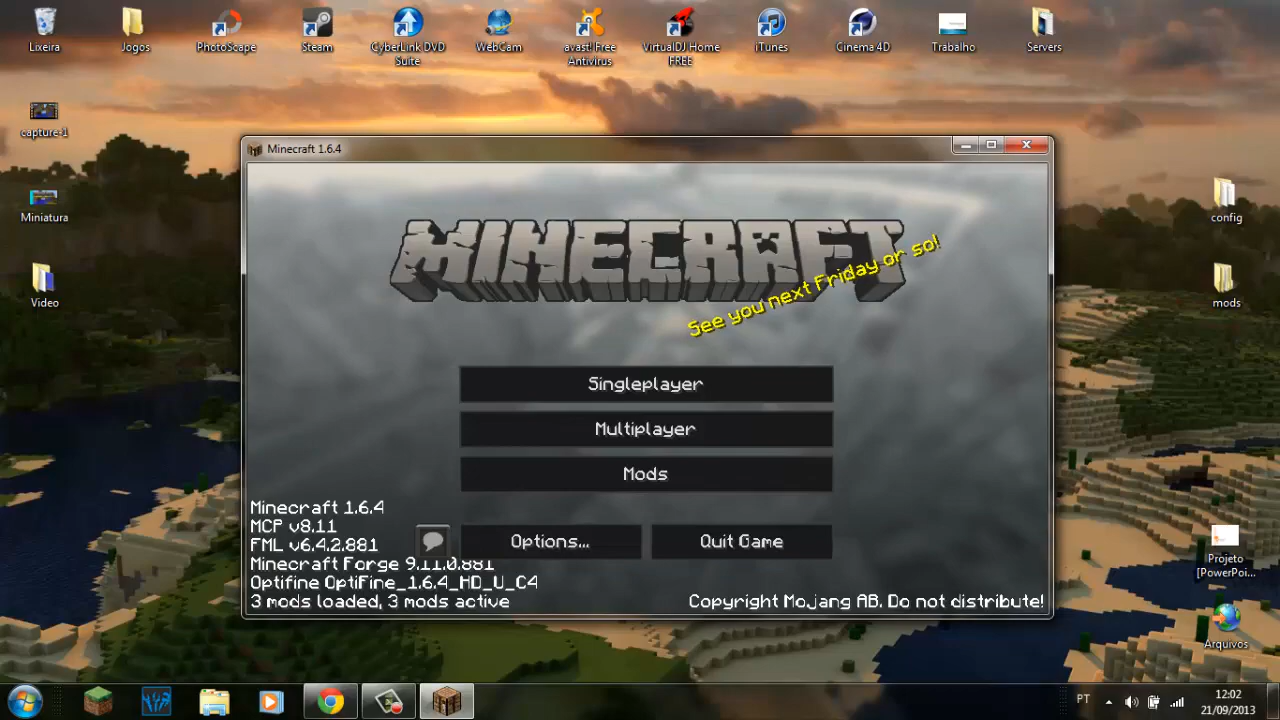 Lixeira
Jogos
PhotoScape
Steam
CyberLink DVD
Suite
WebCam
avast! Free
Antivirus
VirtualDJ Home
FREE
iTunes
Cinema 4D
Trabalho
Servers
capture-1
Miniatura
Video
config
mods
Projeto
[PowerPoi...
Arquivos
Minecraft 1.6.4
MINECRAFT
See you next Friday or so!
Singleplayer
Multiplayer
Mods
Options...
Quit Game
Minecraft 1.6.4
MCP v8.11
FML v6.4.2.881
Minecraft Forge 9.11.0.881
Optifine OptiFine_1.6.4_HD_U_C4
3 mods loaded, 3 mods active
Copyright Mojang AB. Do not distribute!
PT
12:02
21/09/2013